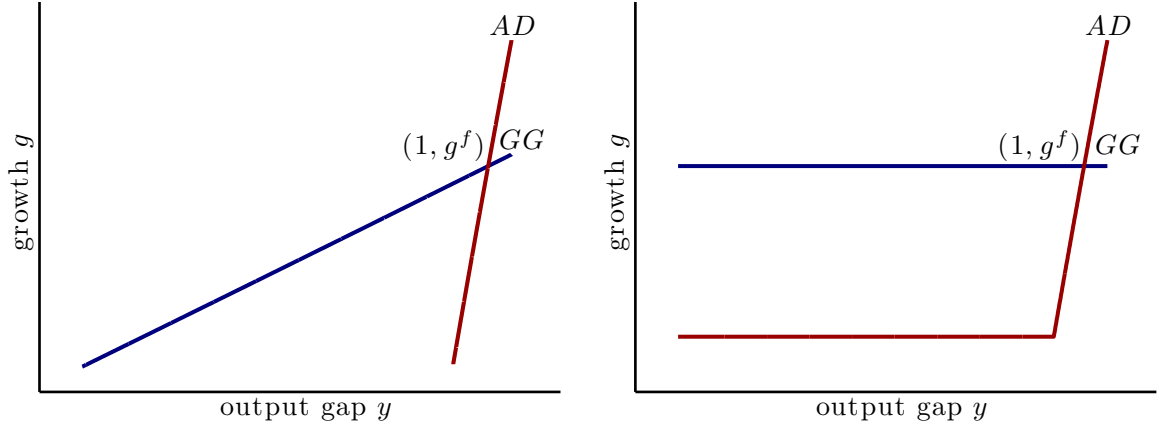 AD
(1, g^f) GG
growth g
output gap y
AD
(1, g^f) GG
growth g
output gap y